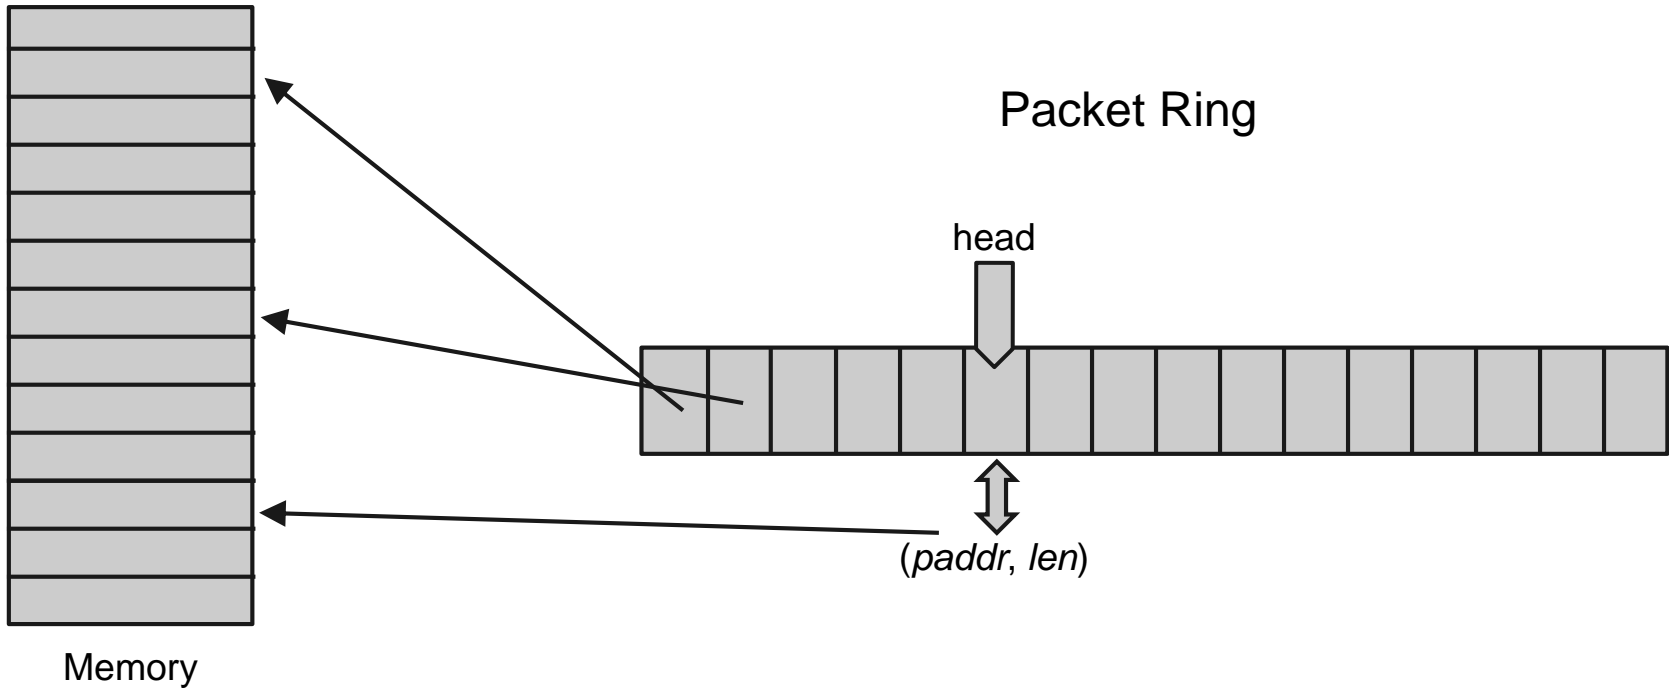 Packet Ring
head
(paddr, len)
Memory